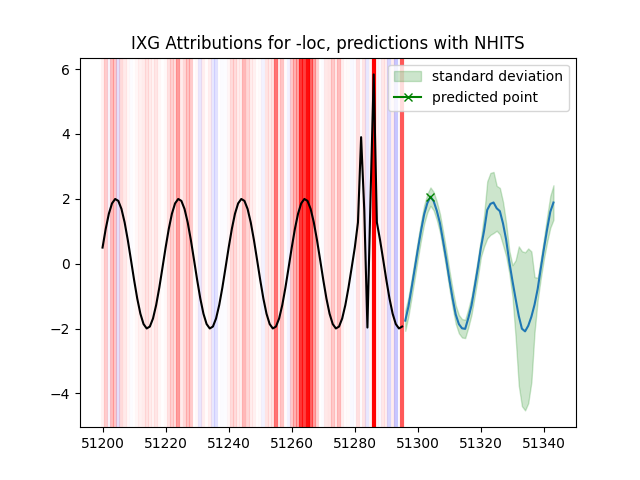 IXG Attributions for -loc, predictions with NHITS
standard deviation
predicted point
6
4
2
0
−2
−4
51200 51220 51240 51260 51280 51300 51320 51340